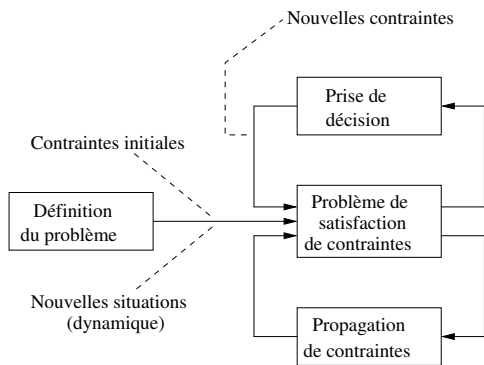 Nouvelles contraintes
Prise de
décision
Contraintes initiales
Définition
du problème
Problème de
satisfaction
de contraintes
Nouvelles situations
(dynamique)
Propagation
de contraintes